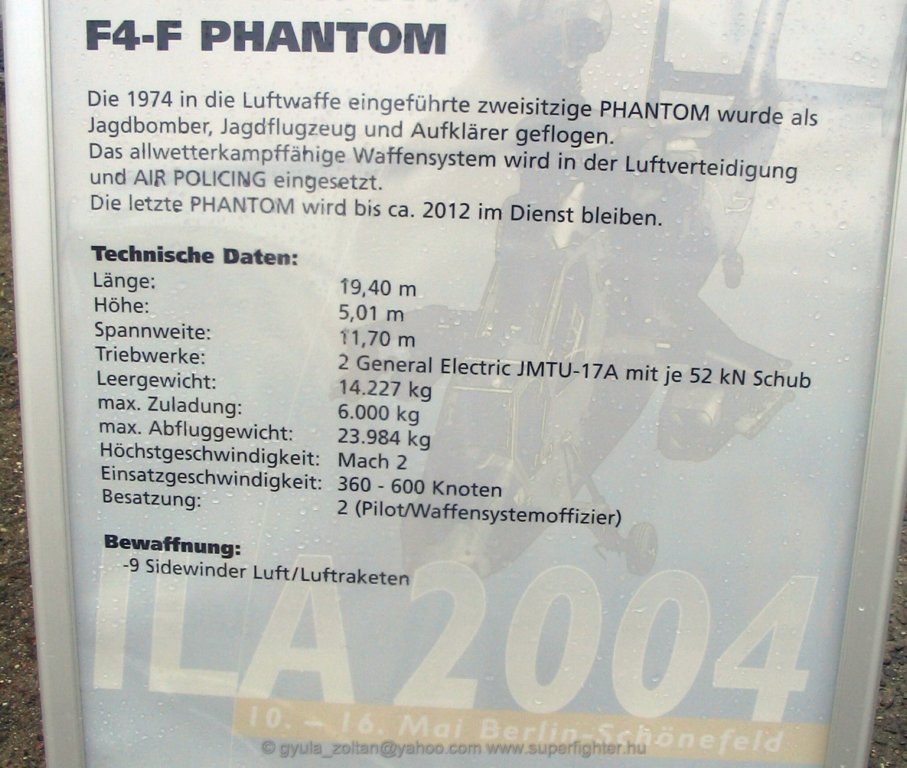 F4-F PHANTOM
Die 1974 in die Luftwaffe eingeführte zweisitzige PHANTOM wurde als
Jagdbomber, Jagdflugzeug und Aufklärer geflogen.
Das allwetterkampffähige Waffensystem wird in der Luftverteidigung
und AIR POLICING eingesetzt.
Die letzte PHANTOM wird bis ca. 2012 im Dienst bleiben.
Technische Daten:
Länge: 19,40 m
Höhe: 5,01 m
Spannweite: 11,70 m
Triebwerke: 2 General Electric JMTU-17A mit je 52 kN Schub
Leergewicht: 14.227 kg
max. Zuladung: 6.000 kg
max. Abfluggewicht: 23.984 kg
Höchstgeschwindigkeit: Mach 2
Einsatzgeschwindigkeit: 360 - 600 Knoten
Besatzung: 2 (Pilot/Waffensystemoffizier)
Bewaffnung:
-9 Sidewinder Luft/Luftraketen
ILA 2004
10. - 16. Mai Berlin-Schönefeld
© gyula_zoltan@yahoo.com www.superfighter.hu